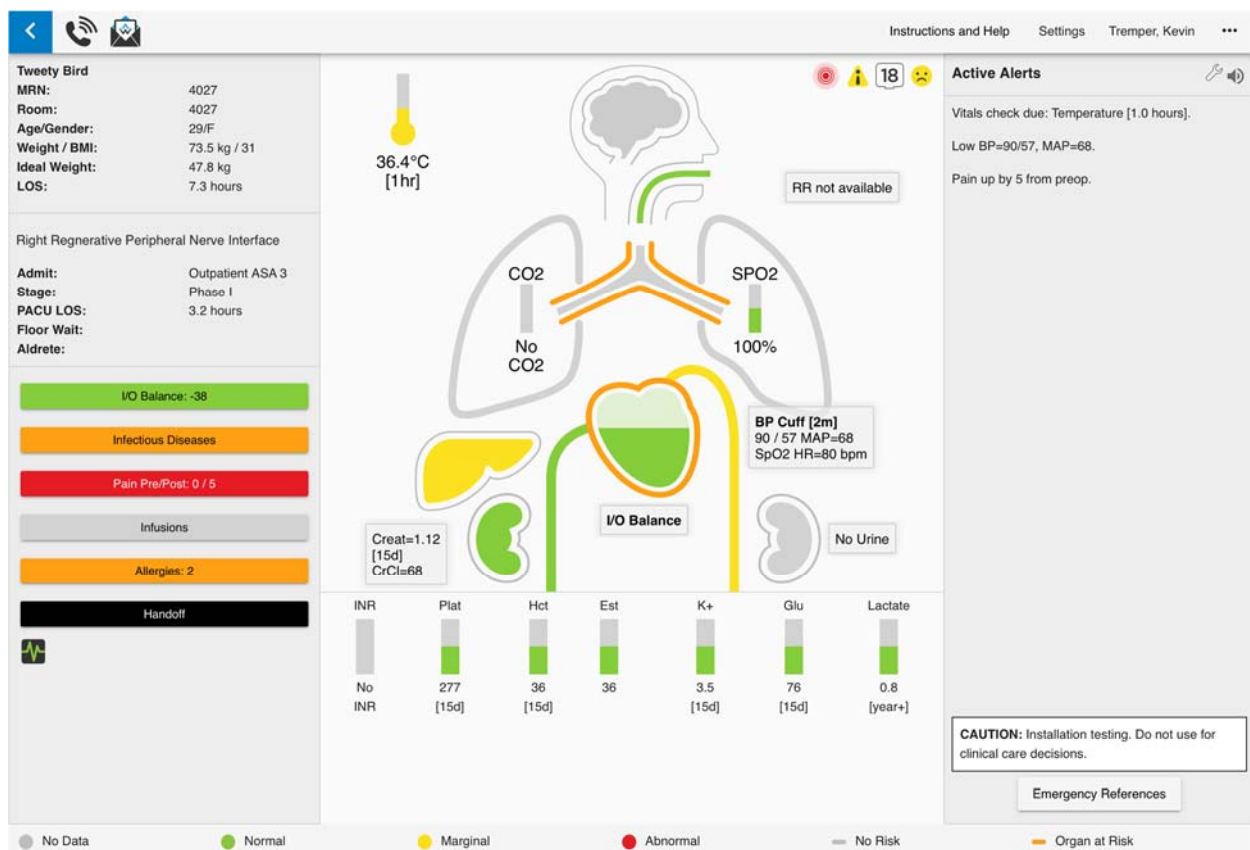 Instructions and Help Settings Tremper, Kevin
Tweety Bird
MRN: 4027
Room: 4027
Age/Gender: 29/F
Weight / BMI: 73.5 kg / 31
Ideal Weight: 47.8 kg
LOS: 7.3 hours
Right Regnerative Peripheral Nerve Interface
Admit: Outpatient ASA 3
Stage: Phase I
PACU LOS: 3.2 hours
Floor Wait:
Aldrete:
I/O Balance: -38
Infectious Diseases
Pain Pre/Post: 0 / 5
Infusions
Allergies: 2
Handoff
18
36.4°C
[1hr]
RR not available
CO2
No
CO2
SPO2
100%
BP Cuff [2m]
90 / 57 MAP=68
SpO2 HR=80 bpm
I/O Balance
Creat=1.12
[15d]
CrCl=68
No Urine
INR Plat Hct Est K+ Glu Lactate
No 277 36 36 3.5 76 0.8
INR [15d] [15d] [15d] [15d] [year+]
Active Alerts
Vitals check due: Temperature [1.0 hours].
Low BP=90/57, MAP=68.
Pain up by 5 from preop.
CAUTION: Installation testing. Do not use for
clinical care decisions.
Emergency References
No Data Normal Marginal Abnormal No Risk Organ at Risk